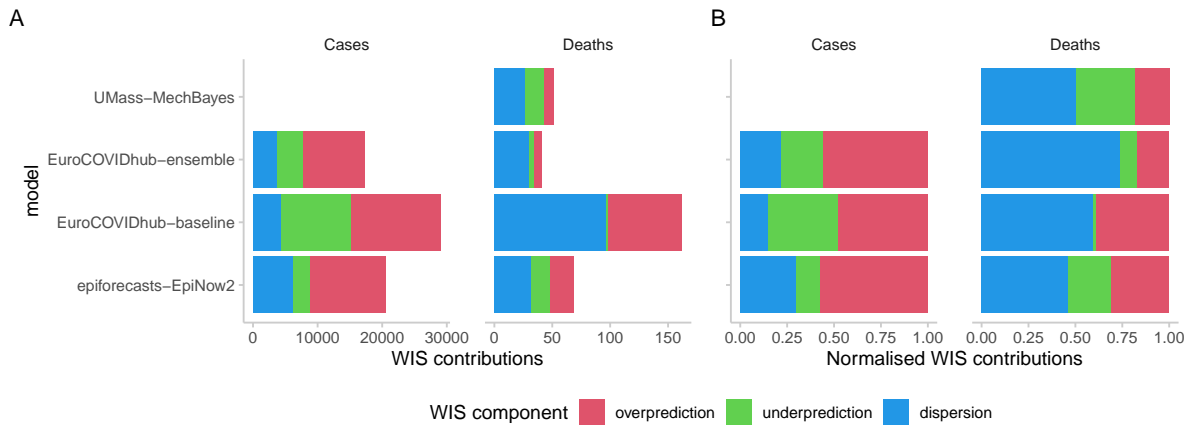 A
B
Cases
Deaths
Cases
Deaths
model
UMass−MechBayes
EuroCOVIDhub−ensemble
EuroCOVIDhub−baseline
epiforecasts−EpiNow2
0 10000 20000 30000
0 50 100 150
0.00 0.25 0.50 0.75 1.00
0.00 0.25 0.50 0.75 1.00
WIS contributions
Normalised WIS contributions
WIS component overprediction underprediction dispersion